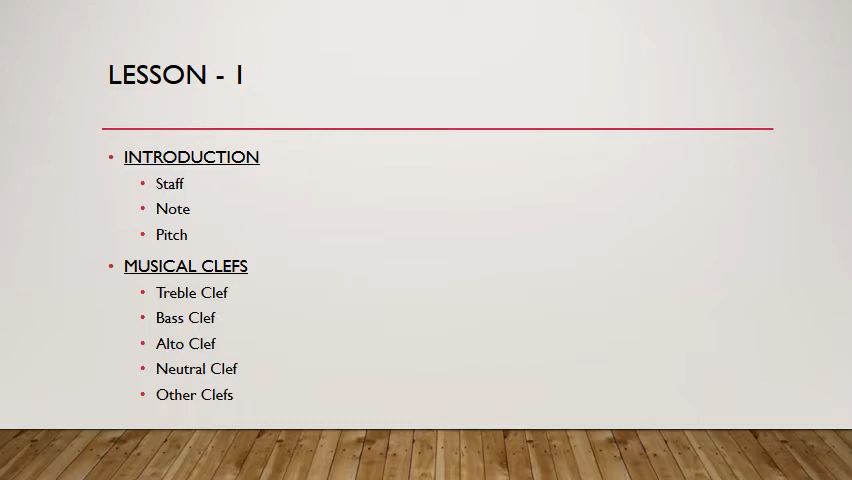 LESSON - 1
• INTRODUCTION
• Staff
• Note
• Pitch
• MUSICAL CLEFS
• Treble Clef
• Bass Clef
• Alto Clef
• Neutral Clef
• Other Clefs